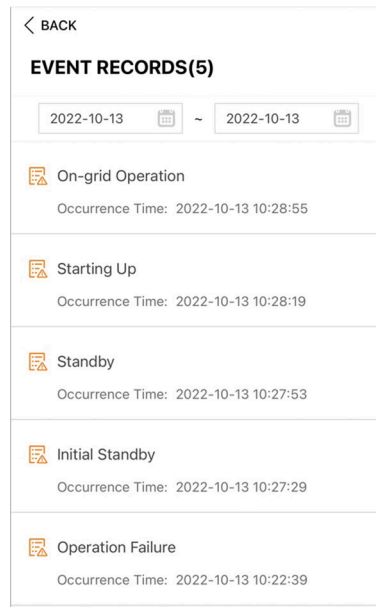 BACK
EVENT RECORDS(5)
2022-10-13 ~ 2022-10-13
On-grid Operation
Occurrence Time: 2022-10-13 10:28:55
Starting Up
Occurrence Time: 2022-10-13 10:28:19
Standby
Occurrence Time: 2022-10-13 10:27:53
Initial Standby
Occurrence Time: 2022-10-13 10:27:29
Operation Failure
Occurrence Time: 2022-10-13 10:22:39